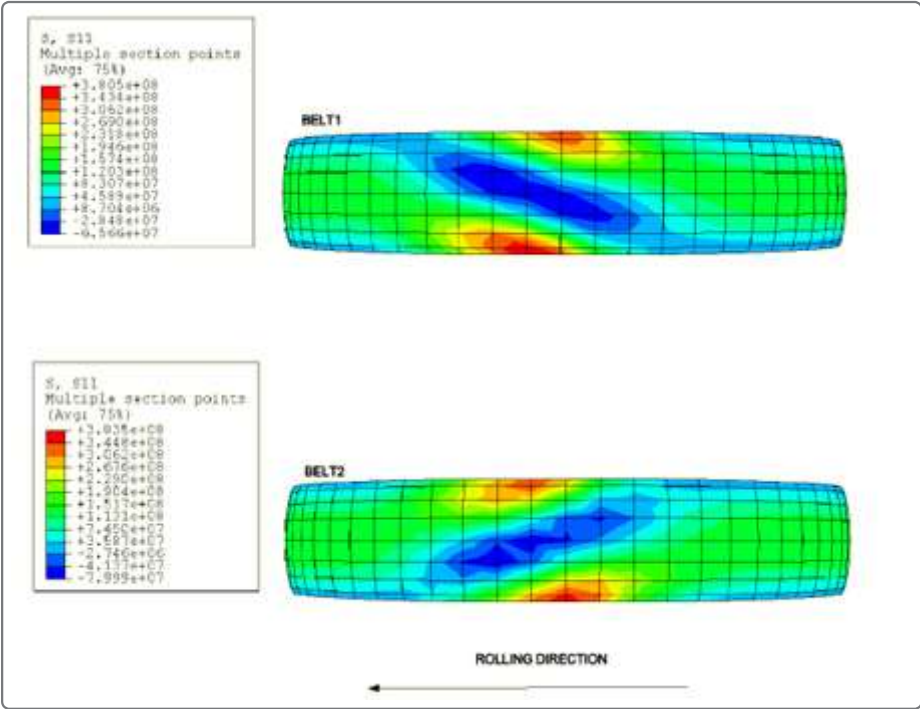 S, S11
Multiple section points
(Avg: 75%)
+3.805e+08
+3.434e+08
+3.062e+08
+2.690e+08
+2.318e+08
+1.946e+08
+1.574e+08
+1.203e+08
+8.307e+07
+4.589e+07
+8.704e+06
-2.848e+07
-6.566e+07
BELT1
S, S11
Multiple section points
(Avg: 75%)
+3.448e+08
+3.062e+08
+2.676e+08
+2.290e+08
+1.904e+08
+1.517e+08
+1.131e+08
+7.450e+07
+3.587e+07
-2.746e+06
-4.137e+07
-7.999e+07
BELT2
ROLLING DIRECTION